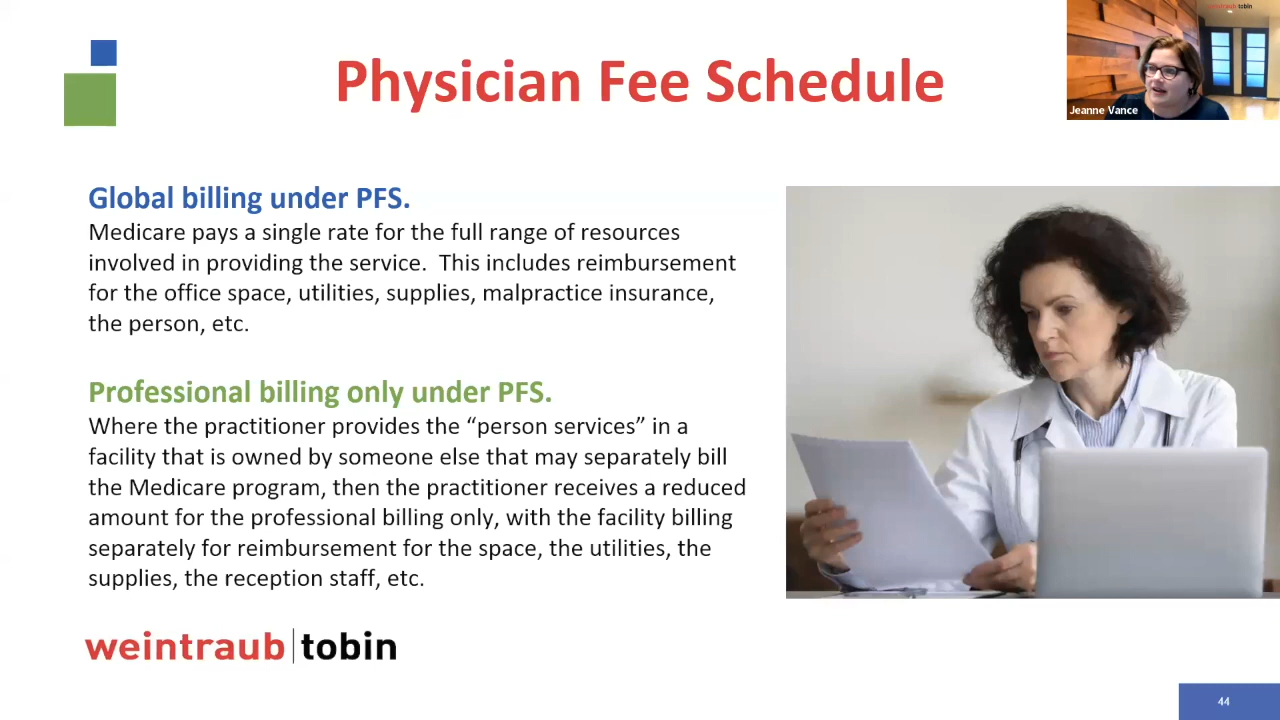 Physician Fee Schedule
weintraub tobin
Jeanne Vance
Global billing under PFS.
Medicare pays a single rate for the full range of resources
involved in providing the service.  This includes reimbursement
for the office space, utilities, supplies, malpractice insurance,
the person, etc.
Professional billing only under PFS.
Where the practitioner provides the “person services” in a
facility that is owned by someone else that may separately bill
the Medicare program, then the practitioner receives a reduced
amount for the professional billing only, with the facility billing
separately for reimbursement for the space, the utilities, the
supplies, the reception staff, etc.
weintraub|tobin
44